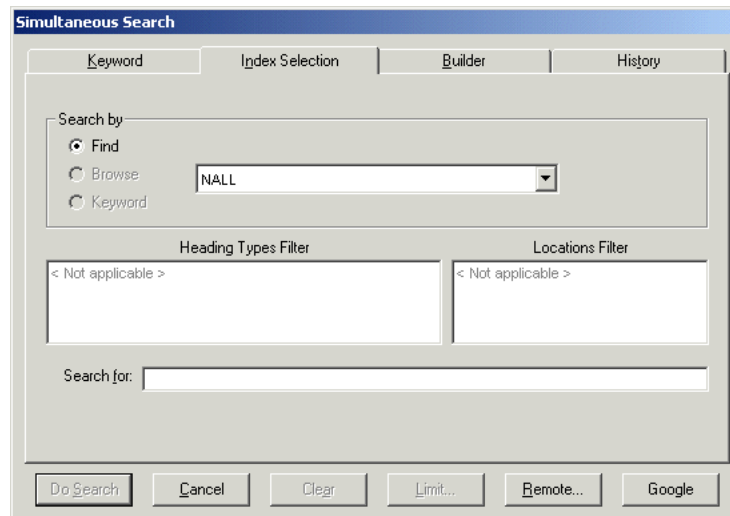 Simultaneous Search
Keyword Index Selection Builder History
Search by
Find
Browse
NALL
Keyword
Heading Types Filter Locations Filter
< Not applicable > < Not applicable >
Search for:
Do Search Cancel Clear Limit... Remote... Google